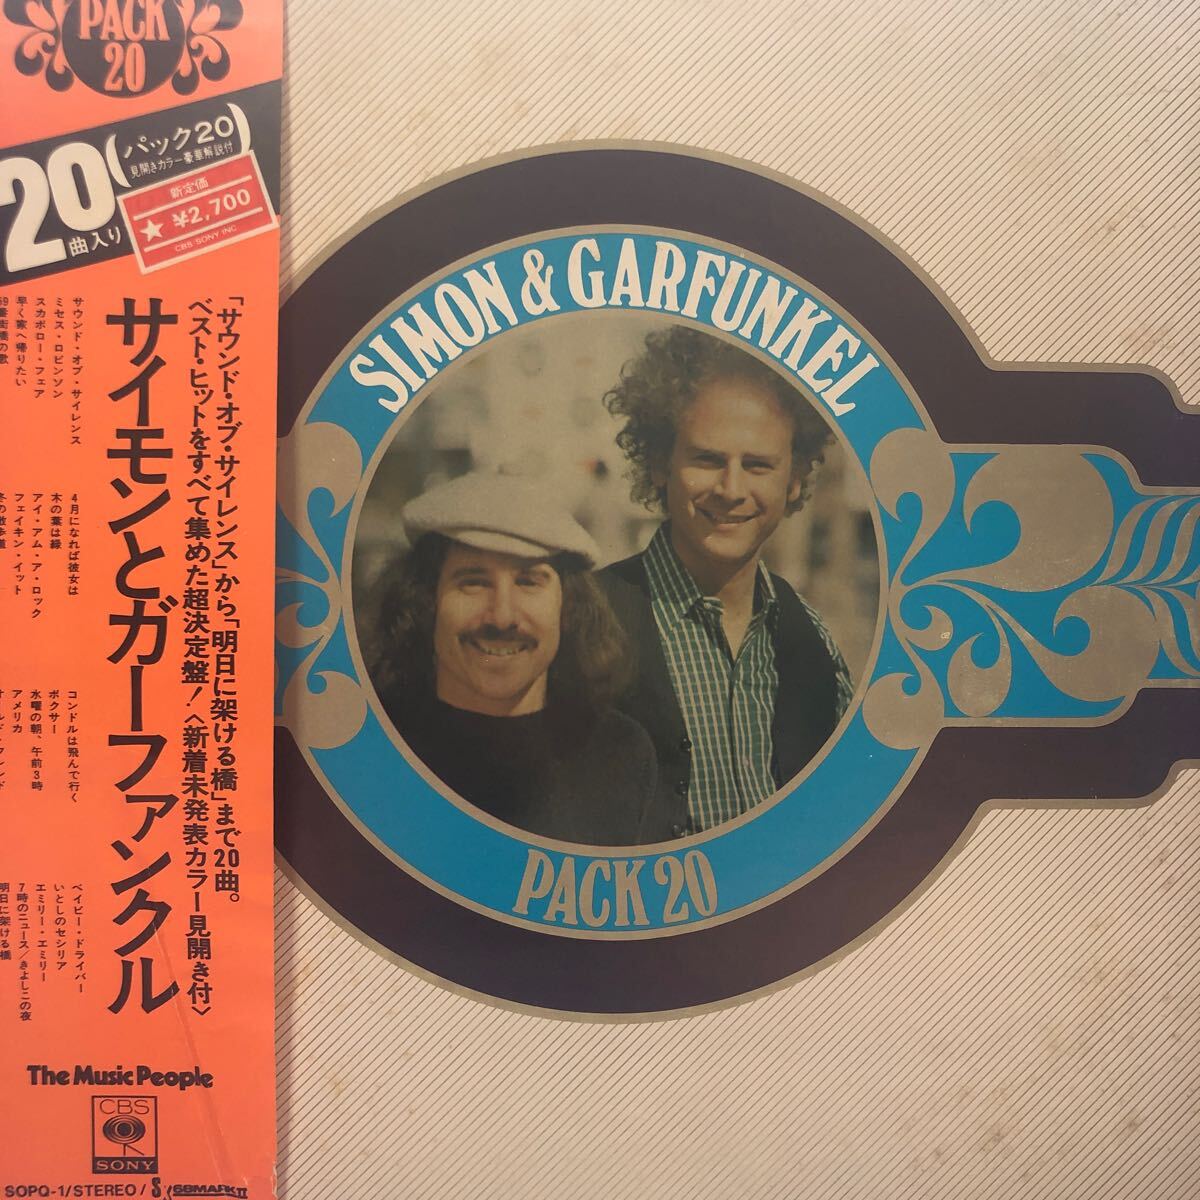 PACK
20
20
曲入り
(パック20)
見開きカラー豪華解説付
新定価
★ ¥2,700
CBS/SONY INC
「サウンド・オブ・サイレンス」から「明日に架ける橋」まで20曲。
ベスト・ヒットをすべて集めた超決定盤!〈新着未発表カラー見開き付〉
サイモンとガーファンクル
サウンド・オブ・サイレンス
ミセス・ロビンソン
スカボロー・フェア
早く家へ帰りたい
59番街橋の歌
4月になれば彼女は
木の葉は緑
アイ・アム・ア・ロック
フェイキン・イット
冬の散歩道
コンドルは飛んで行く
ボクサー
水曜の朝、午前3時
アメリカ
オールド・フレンド
ベイビー・ドライバー
いとしのセシリア
エミリー・エミリー
7時のニュース/きよしこの夜
明日に架ける橋
The Music People
CBS
SONY
SOPQ-1/STEREO/SX68MARKII
SIMON & GARFUNKEL
PACK 20